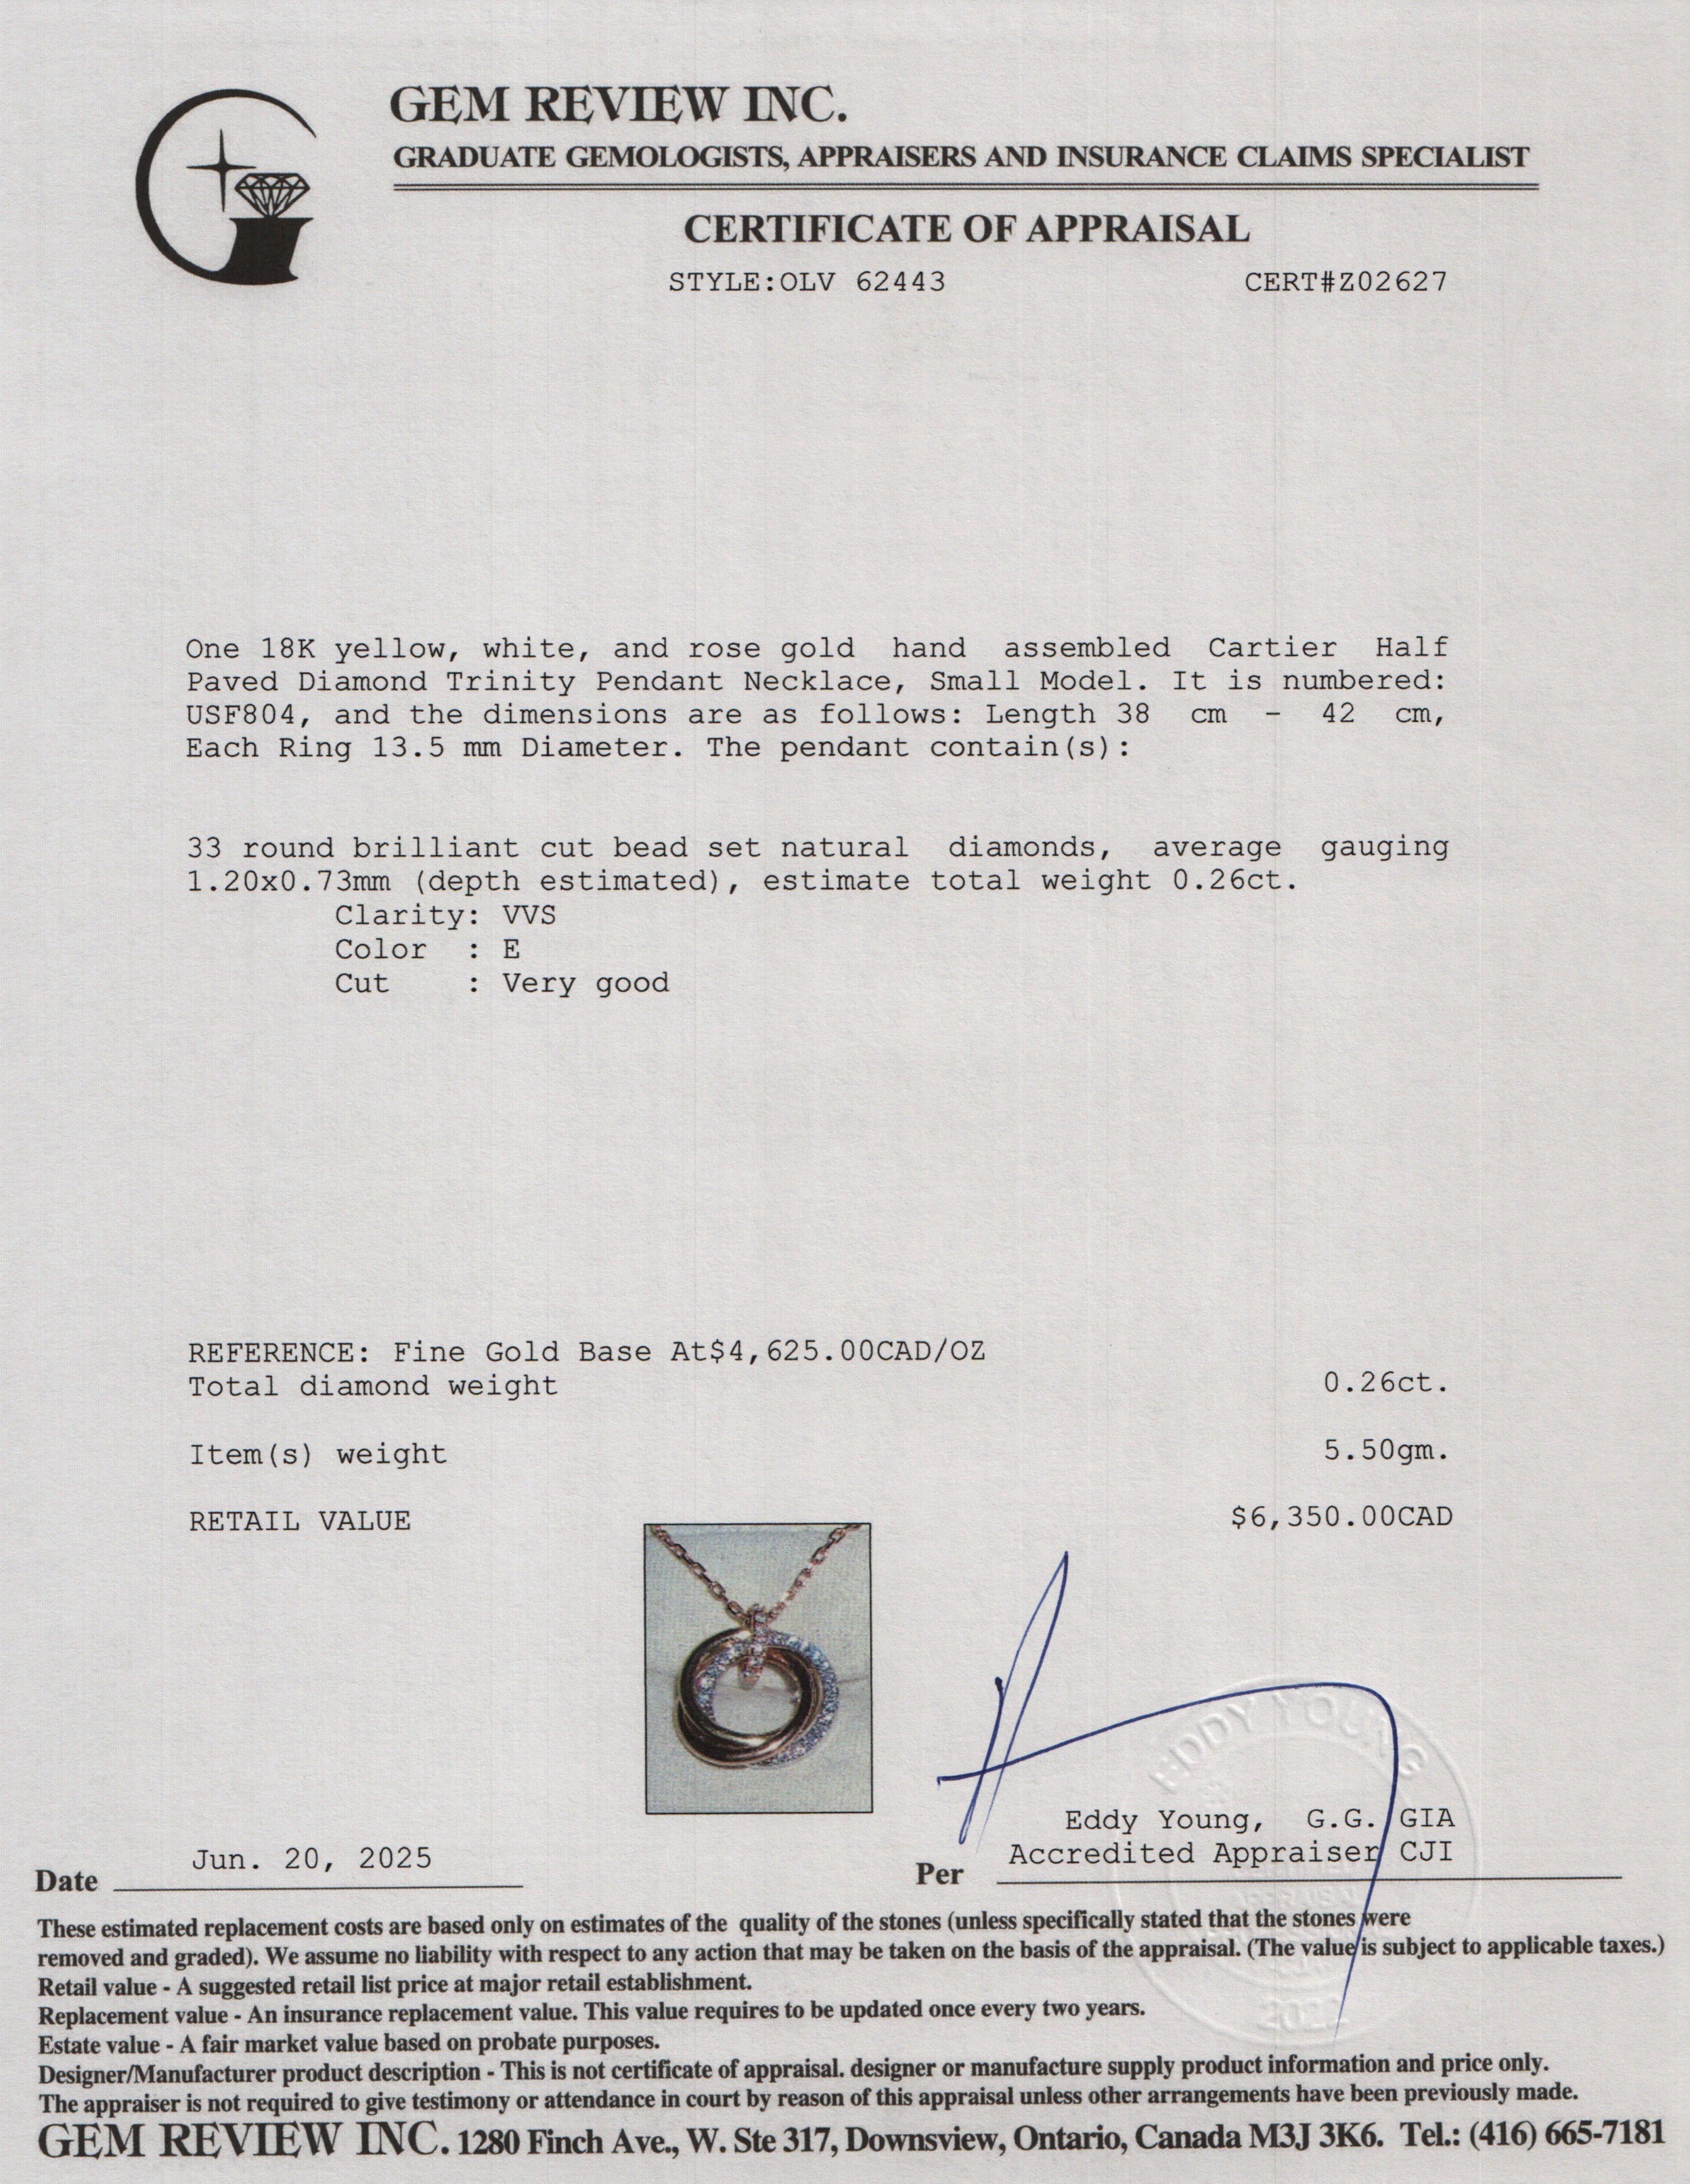 GEM REVIEW INC.
GRADUATE GEMOLOGISTS, APPRAISERS AND INSURANCE CLAIMS SPECIALIST
CERTIFICATE OF APPRAISAL
STYLE:OLV 62443 CERT#Z02627
One 18K yellow, white, and rose gold hand assembled Cartier Half
Paved Diamond Trinity Pendant Necklace, Small Model. It is numbered:
USF804, and the dimensions are as follows: Length 38 cm - 42 cm,
Each Ring 13.5 mm Diameter. The pendant contain(s):
33 round brilliant cut bead set natural diamonds, average gauging
1.20x0.73mm (depth estimated), estimate total weight 0.26ct.
Clarity: VVS
Color : E
Cut : Very good
REFERENCE: Fine Gold Base At$4,625.00CAD/OZ
Total diamond weight 0.26ct.
Item(s) weight 5.50gm.
RETAIL VALUE $6,350.00CAD
EDDY YOUNG
Eddy Young, G.G. GIA
Accredited Appraiser CJI
Date Jun. 20, 2025 Per
These estimated replacement costs are based only on estimates of the quality of the stones (unless specifically stated that the stones were
removed and graded). We assume no liability with respect to any action that may be taken on the basis of the appraisal. (The value is subject to applicable taxes.)
Retail value - A suggested retail list price at major retail establishment.
Replacement value - An insurance replacement value. This value requires to be updated once every two years.
Estate value - A fair market value based on probate purposes.
Designer/Manufacturer product description - This is not certificate of appraisal. designer or manufacture supply product information and price only.
The appraiser is not required to give testimony or attendance in court by reason of this appraisal unless other arrangements have been previously made.
GEM REVIEW INC. 1280 Finch Ave., W. Ste 317, Downsview, Ontario, Canada M3J 3K6. Tel.: (416) 665-7181